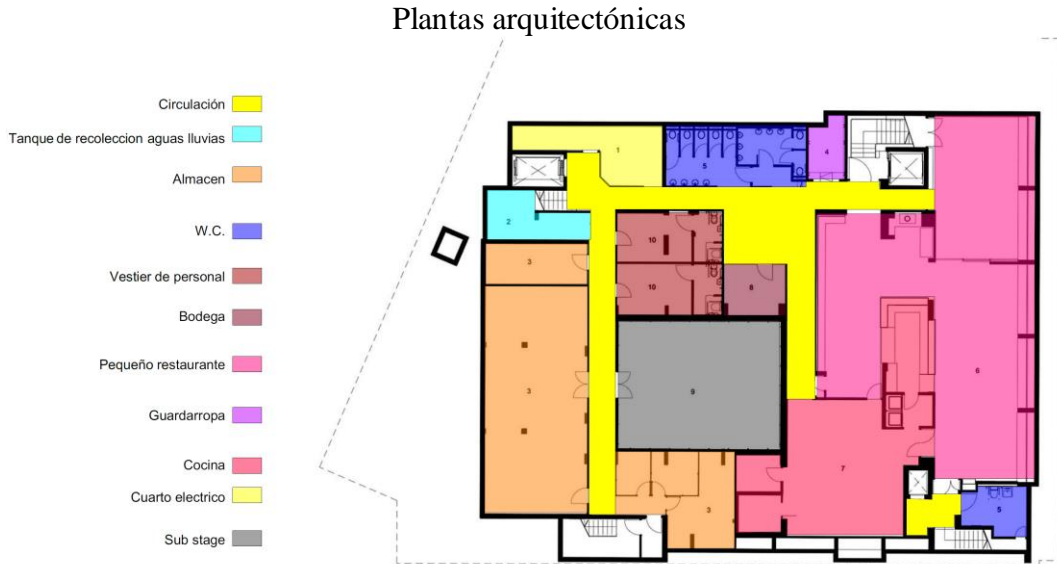 Plantas arquitectónicas
Circulación
Tanque de recoleccion aguas lluvias
Almacen
W.C.
Vestier de personal
Bodega
Pequeño restaurante
Guardarropa
Cocina
Cuarto electrico
Sub stage
1
5
4
2
10
3
10
8
6
3
9
7
3
5